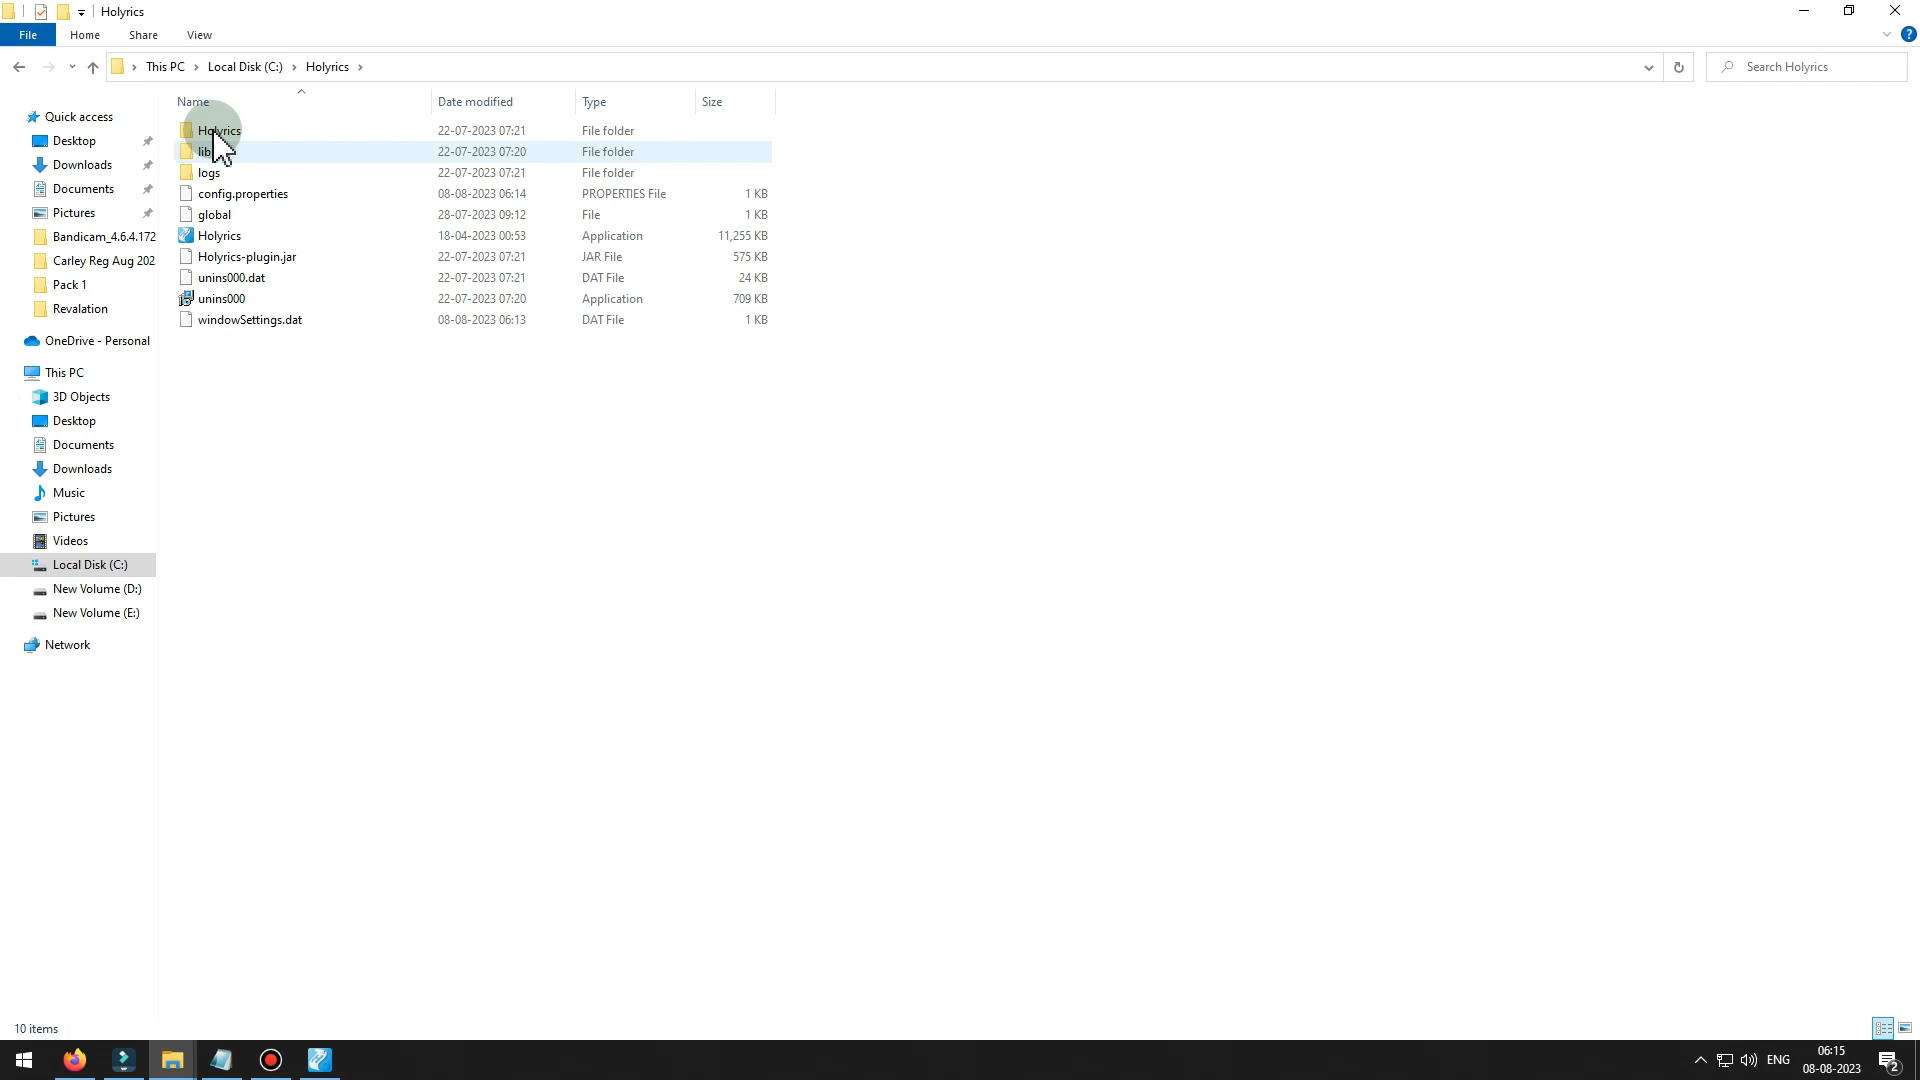 Holyrics
File Home Share View
This PC Local Disk (C:) Holyrics Search Holyrics
Name Date modified Type Size
Quick access
Desktop
Downloads
Documents
Pictures
Bandicam_4.6.4.172
Carley Reg Aug 202
Pack 1
Revalation
OneDrive - Personal
This PC
3D Objects
Desktop
Documents
Downloads
Music
Pictures
Videos
Local Disk (C:)
New Volume (D:)
New Volume (E:)
Network
Holyrics 22-07-2023 07:21 File folder
lib 22-07-2023 07:20 File folder
logs 22-07-2023 07:21 File folder
config.properties 08-08-2023 06:14 PROPERTIES File 1 KB
global 28-07-2023 09:12 File 1 KB
Holyrics 18-04-2023 00:53 Application 11,255 KB
Holyrics-plugin.jar 22-07-2023 07:21 JAR File 575 KB
unins000.dat 22-07-2023 07:21 DAT File 24 KB
unins000 22-07-2023 07:20 Application 709 KB
windowSettings.dat 08-08-2023 06:13 DAT File 1 KB
10 items
ENG
06:15
08-08-2023
2